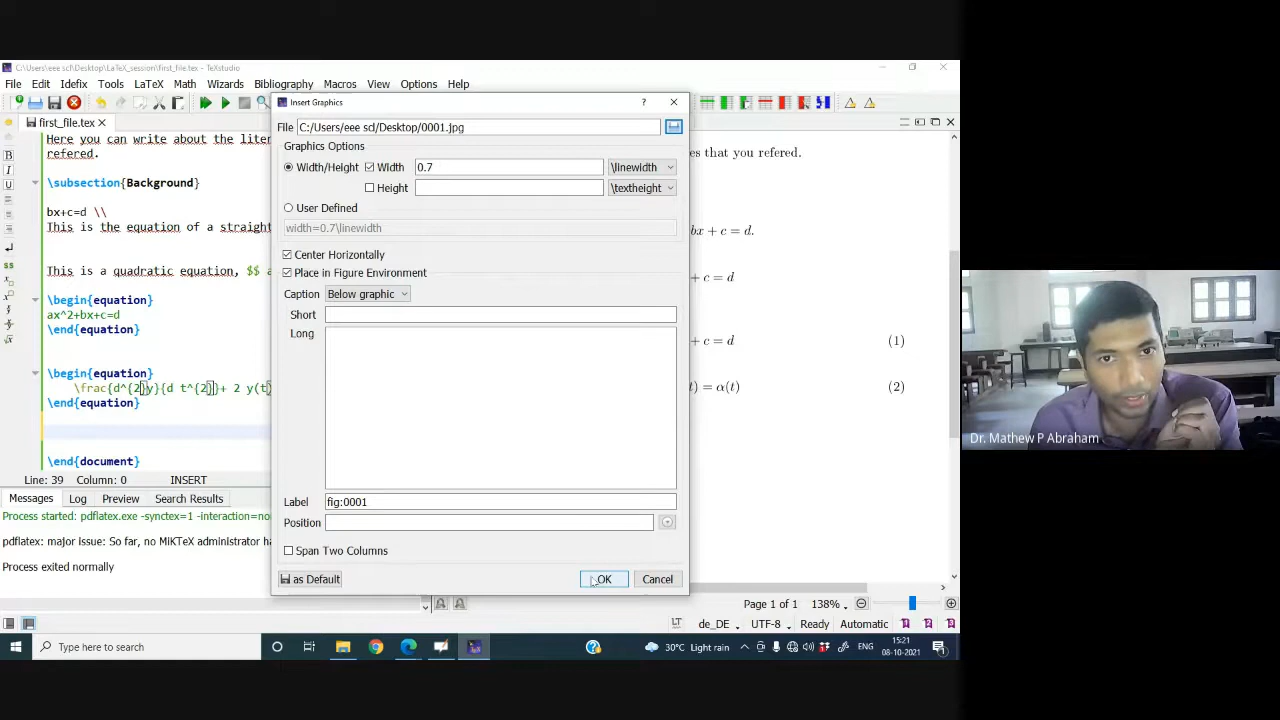 C:\Users\eee scl\Desktop\LaTeX_session\first_file.tex - TeXstudio
File Edit Idefix Tools LaTeX Math Wizards Bibliography Macros View Options Help
first_file.tex
Here you can write about the liter
refered.
\subsection{Background}
bx+c=d \\
This is the equation of a straight
This is a quadratic equation, $$ a
\begin{equation}
ax^2+bx+c=d
\end{equation}
\begin{equation}
\frac{d^{2}y}{d t^{2}}+ 2 y(t)
\end{equation}
\end{document}
Line: 39 Column: 0 INSERT
Messages Log Preview Search Results
Process started: pdflatex.exe -synctex=1 -interaction=no
pdflatex: major issue: So far, no MiKTeX administrator ha
Process exited normally
Insert Graphics
File C:/Users/eee scl/Desktop/0001.jpg
Graphics Options
Width/Height Width 0.7 \linewidth
Height \textheight
User Defined
width=0.7\linewidth
Center Horizontally
Place in Figure Environment
Caption Below graphic
Short
Long
Label fig:0001
Position
Span Two Columns
as Default OK Cancel
es that you refered.
bx + c = d.
+ c = d
+ c = d (1)
t) = α(t) (2)
Page 1 of 1 138%
LT de_DE UTF-8 Ready Automatic
Type here to search
30°C Light rain ENG 15:21
08-10-2021
Dr. Mathew P Abraham